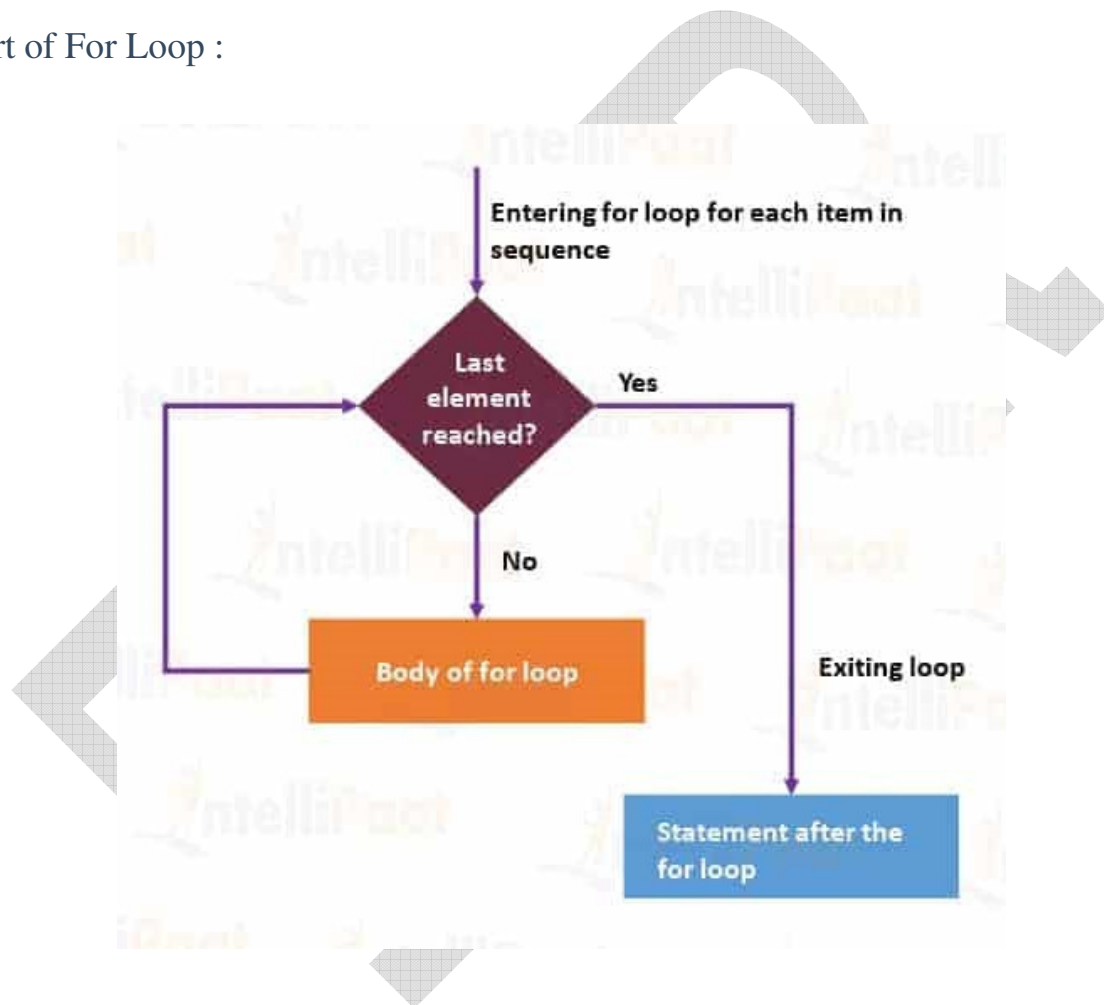 rt of For Loop :
Entering for loop for each item in
sequence
Last
element
reached?
Yes
No
Body of for loop
Exiting loop
Statement after the
for loop